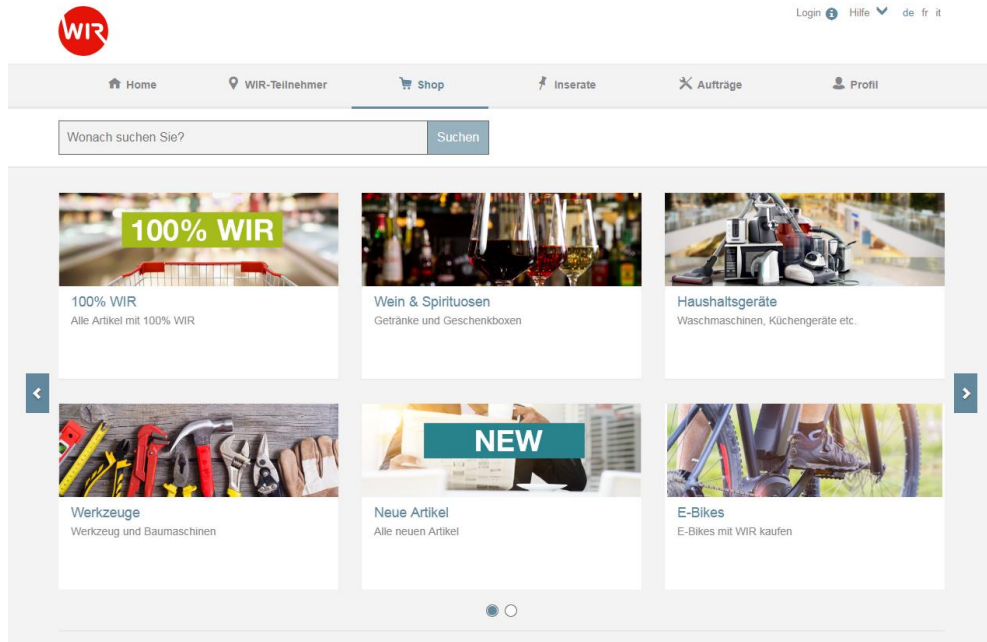 WIR
Login Hilfe de fr it
Home WIR-Teilnehmer Shop Inserate Aufträge Profil
Wonach suchen Sie? Suchen
100% WIR
100% WIR
Alle Artikel mit 100% WIR
Wein & Spirituosen
Getränke und Geschenkboxen
Haushaltsgeräte
Waschmaschinen, Küchengeräte etc.
Werkzeuge
Werkzeug und Baumaschinen
NEW
Neue Artikel
Alle neuen Artikel
E-Bikes
E-Bikes mit WIR kaufen